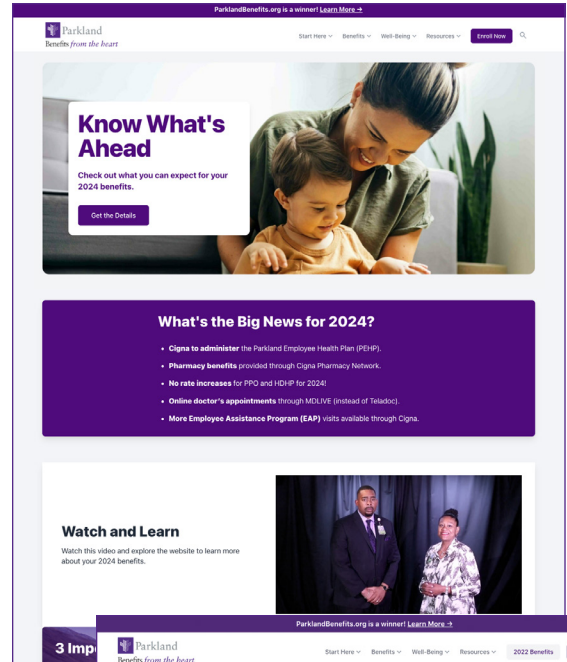 ParklandBenefits.org is a winner! Learn More →
Parkland
Benefits from the heart
Start Here
Benefits
Well-Being
Resources
Enroll Now
Know What's
Ahead
Check out what you can expect for your
2024 benefits.
Get the Details
What's the Big News for 2024?
• Cigna to administer the Parkland Employee Health Plan (PEHP).
• Pharmacy benefits provided through Cigna Pharmacy Network.
• No rate increases for PPO and HDHP for 2024!
• Online doctor's appointments through MDLIVE (instead of Teladoc).
• More Employee Assistance Program (EAP) visits available through Cigna.
Watch and Learn
Watch this video and explore the website to learn more
about your 2024 benefits.
3 Imp
ParklandBenefits.org is a winner! Learn More →
Parkland
Benefits from the heart
Start Here
Benefits
Well-Being
Resources
2022 Benefits